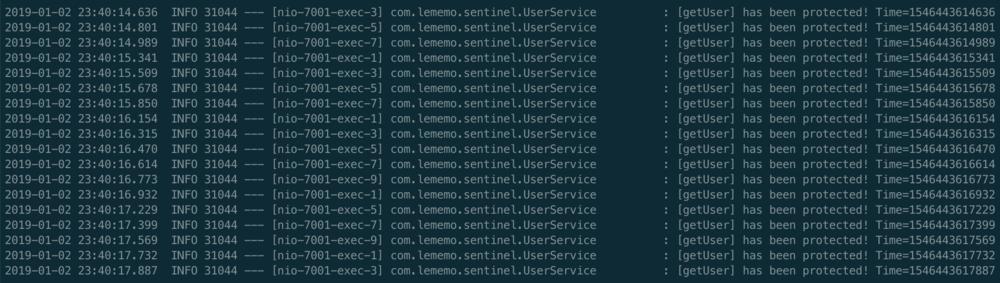 2019-01-02 23:40:14.636  INFO 31044 --- [nio-7001-exec-3] com.lememo.sentinel.UserService          : [getUser] has been protected! Time=1546443614636
2019-01-02 23:40:14.801  INFO 31044 --- [nio-7001-exec-5] com.lememo.sentinel.UserService          : [getUser] has been protected! Time=1546443614801
2019-01-02 23:40:14.989  INFO 31044 --- [nio-7001-exec-7] com.lememo.sentinel.UserService          : [getUser] has been protected! Time=1546443614989
2019-01-02 23:40:15.341  INFO 31044 --- [nio-7001-exec-1] com.lememo.sentinel.UserService          : [getUser] has been protected! Time=1546443615341
2019-01-02 23:40:15.509  INFO 31044 --- [nio-7001-exec-3] com.lememo.sentinel.UserService          : [getUser] has been protected! Time=1546443615509
2019-01-02 23:40:15.678  INFO 31044 --- [nio-7001-exec-5] com.lememo.sentinel.UserService          : [getUser] has been protected! Time=1546443615678
2019-01-02 23:40:15.850  INFO 31044 --- [nio-7001-exec-7] com.lememo.sentinel.UserService          : [getUser] has been protected! Time=1546443615850
2019-01-02 23:40:16.154  INFO 31044 --- [nio-7001-exec-1] com.lememo.sentinel.UserService          : [getUser] has been protected! Time=1546443616154
2019-01-02 23:40:16.315  INFO 31044 --- [nio-7001-exec-3] com.lememo.sentinel.UserService          : [getUser] has been protected! Time=1546443616315
2019-01-02 23:40:16.470  INFO 31044 --- [nio-7001-exec-5] com.lememo.sentinel.UserService          : [getUser] has been protected! Time=1546443616470
2019-01-02 23:40:16.614  INFO 31044 --- [nio-7001-exec-7] com.lememo.sentinel.UserService          : [getUser] has been protected! Time=1546443616614
2019-01-02 23:40:16.773  INFO 31044 --- [nio-7001-exec-9] com.lememo.sentinel.UserService          : [getUser] has been protected! Time=1546443616773
2019-01-02 23:40:16.932  INFO 31044 --- [nio-7001-exec-1] com.lememo.sentinel.UserService          : [getUser] has been protected! Time=1546443616932
2019-01-02 23:40:17.229  INFO 31044 --- [nio-7001-exec-5] com.lememo.sentinel.UserService          : [getUser] has been protected! Time=1546443617229
2019-01-02 23:40:17.399  INFO 31044 --- [nio-7001-exec-7] com.lememo.sentinel.UserService          : [getUser] has been protected! Time=1546443617399
2019-01-02 23:40:17.569  INFO 31044 --- [nio-7001-exec-9] com.lememo.sentinel.UserService          : [getUser] has been protected! Time=1546443617569
2019-01-02 23:40:17.732  INFO 31044 --- [nio-7001-exec-1] com.lememo.sentinel.UserService          : [getUser] has been protected! Time=1546443617732
2019-01-02 23:40:17.887  INFO 31044 --- [nio-7001-exec-3] com.lememo.sentinel.UserService          : [getUser] has been protected! Time=1546443617887